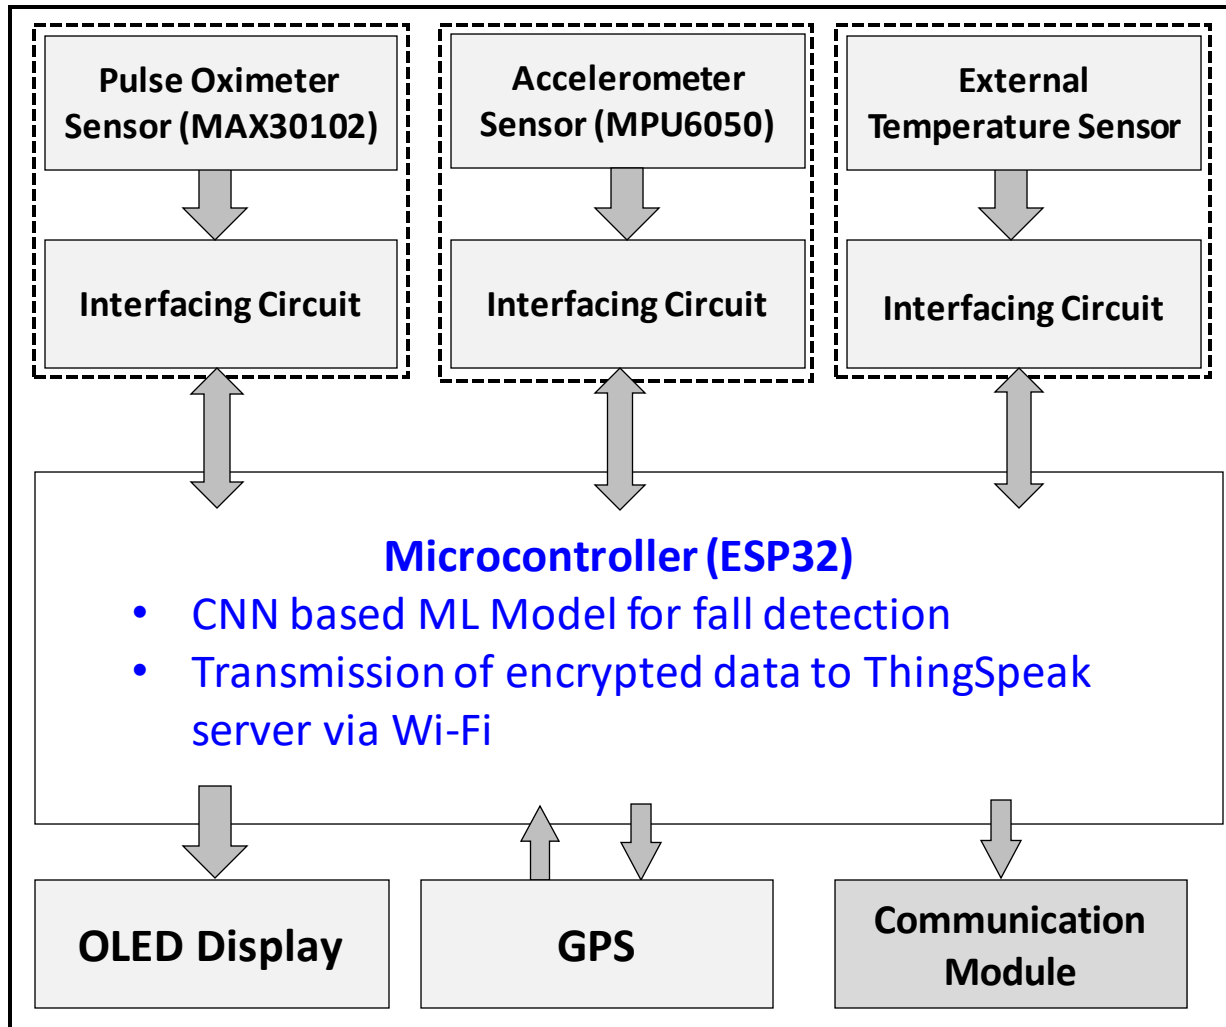 Pulse Oximeter
Sensor (MAX30102)
Accelerometer
Sensor (MPU6050)
External
Temperature Sensor
Interfacing Circuit
Interfacing Circuit
Interfacing Circuit
Microcontroller (ESP32)
• CNN based ML Model for fall detection
• Transmission of encrypted data to ThingSpeak
server via Wi-Fi
OLED Display
GPS
Communication
Module